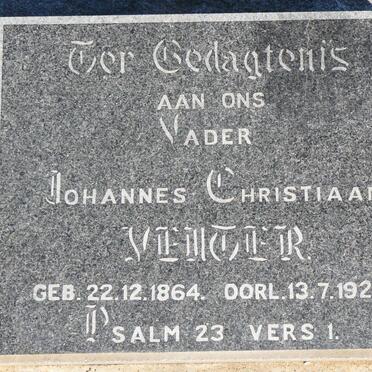 Ter Gedagtenis
AAN ONS
VADER
JOHANNES CHRISTIAAN
VENTER.
GEB. 22.12.1864. OORL. 13.7.192
PSALM 23 VERS 1.